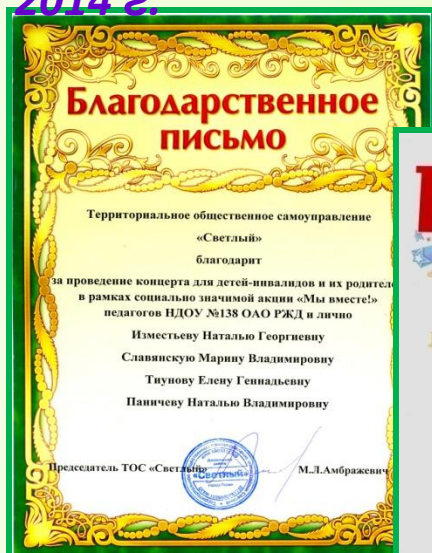 2014 г.
Благодарственное
письмо
Территориальное общественное самоуправление
«Светлый»
благодарит
за проведение концерта для детей-инвалидов и их родителе
в рамках социально значимой акции «Мы вместе!»
педагогов НДОУ №138 ОАО РЖД и лично
Изместьеву Наталью Георгиевну
Славянскую Марину Владимировну
Тиунову Елену Геннадьевну
Паничеву Наталью Владимировну
Председатель ТОС «Светлый» М.Л.Амбражевич
«СВЕТЛЫЙ»